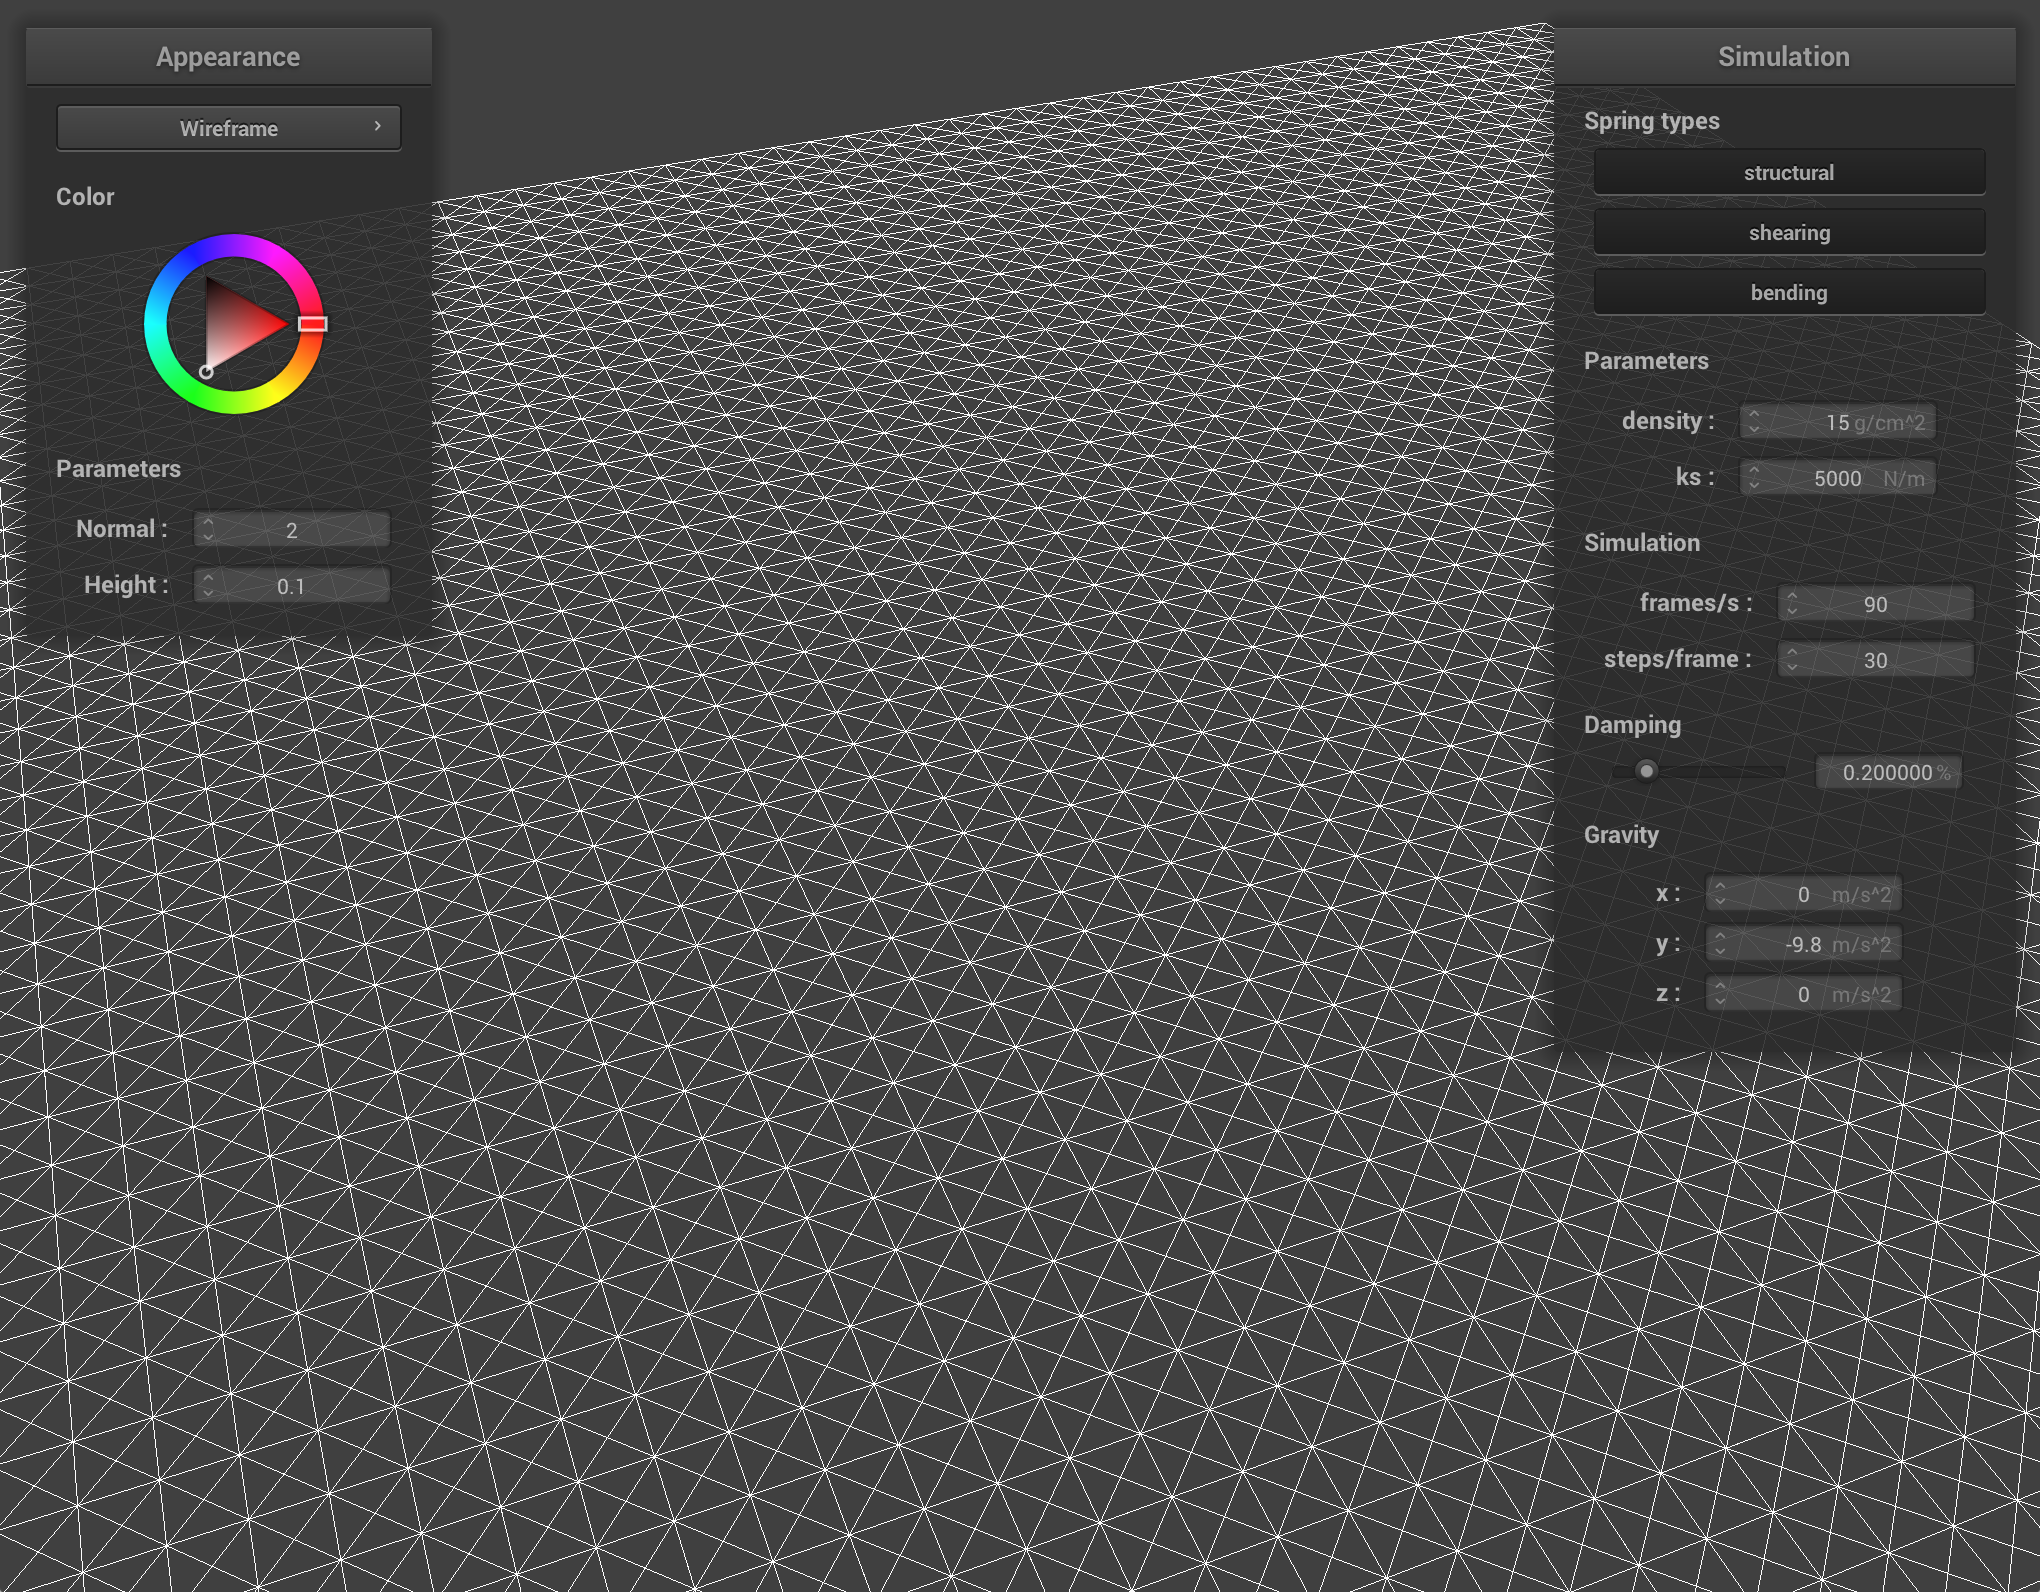 Appearance
Wireframe
Color
Parameters
Normal : 2
Height : 0.1
Simulation
Spring types
structural
shearing
bending
Parameters
density : 15 g/cm^2
ks : 5000 N/m
Simulation
frames/s : 90
steps/frame : 30
Damping
0.200000 %
Gravity
x : 0 m/s^2
y : -9.8 m/s^2
z : 0 m/s^2